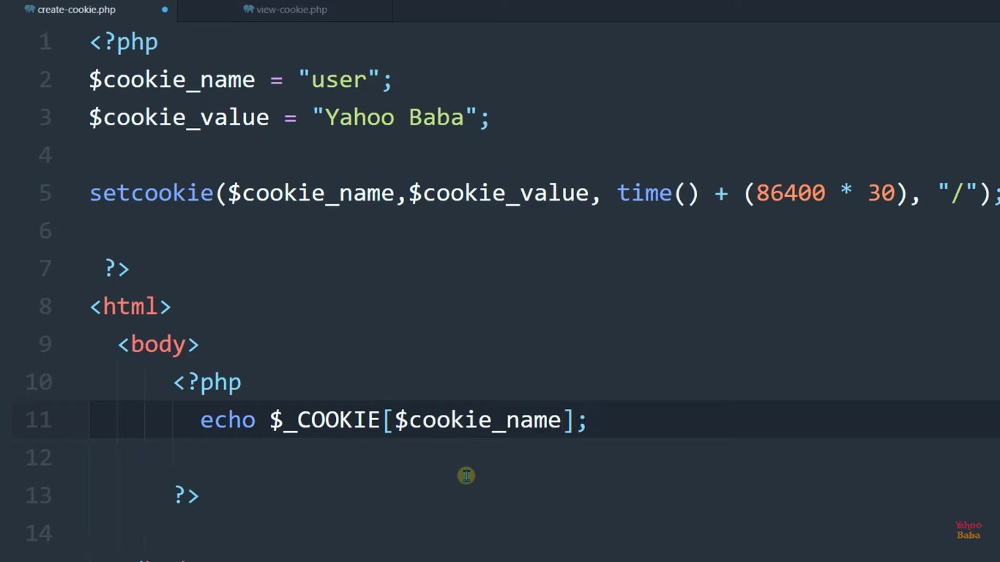 create-cookie.php view-cookie.php
1 <?php
2 $cookie_name = "user";
3 $cookie_value = "Yahoo Baba";
4
5 setcookie($cookie_name,$cookie_value, time() + (86400 * 30), "/");
6
7 ?>
8 <html>
9 <body>
10 <?php
11 echo $_COOKIE[$cookie_name];
12
13 ?>
14
Yahoo
Baba